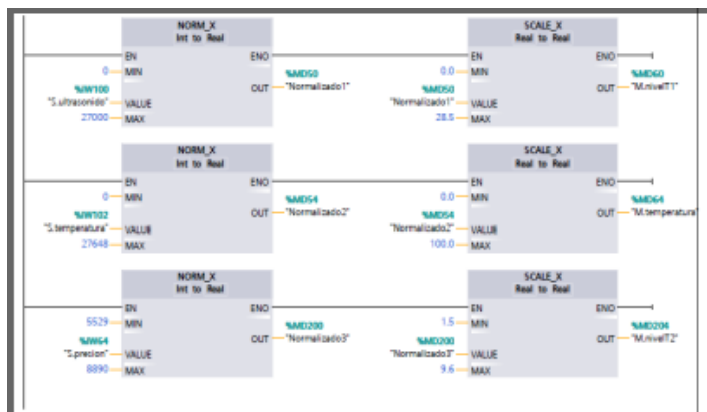 NORM_X
Int to Real
SCALE_X
Real to Real
EN
ENO
EN
ENO
0
MIN
%MD50
0.0
MIN
%MD60
%IW100
OUT
"Normalizado1"
%MD50
OUT
"M.nivelT1"
"S.ultrasonido"
VALUE
"Normalizado1"
VALUE
27000
MAX
28.5
MAX
NORM_X
Int to Real
SCALE_X
Real to Real
EN
ENO
EN
ENO
0
MIN
%MD54
0.0
MIN
%MD64
%IW102
OUT
"Normalizado2"
%MD54
OUT
"M.temperatura"
"S.temperatura"
VALUE
"Normalizado2"
VALUE
27648
MAX
100.0
MAX
NORM_X
Int to Real
SCALE_X
Real to Real
EN
ENO
EN
ENO
5529
MIN
%MD200
1.5
MIN
%MD204
%IW64
OUT
"Normalizado3"
%MD200
OUT
"M.nivelT2"
"S.presion"
VALUE
"Normalizado3"
VALUE
8890
MAX
9.6
MAX